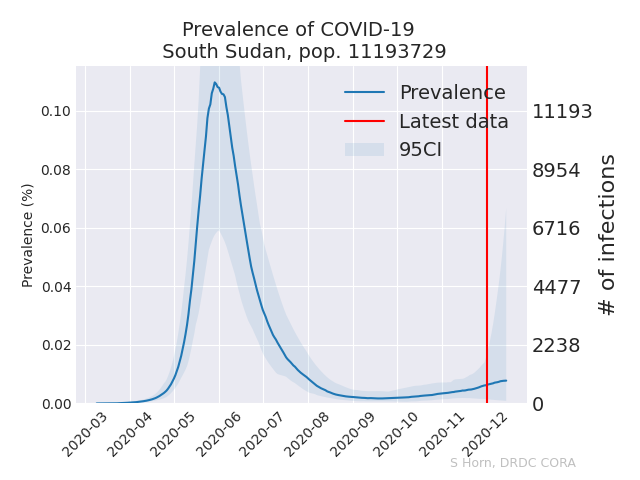 Prevalence of COVID-19
South Sudan, pop. 11193729
Prevalence (%)
0.10
0.08
0.06
0.04
0.02
0.00
Prevalence
Latest data
95CI
11193
8954
6716
4477
2238
0
# of infections
2020-03
2020-04
2020-05
2020-06
2020-07
2020-08
2020-09
2020-10
2020-11
2020-12
S Horn, DRDC CORA